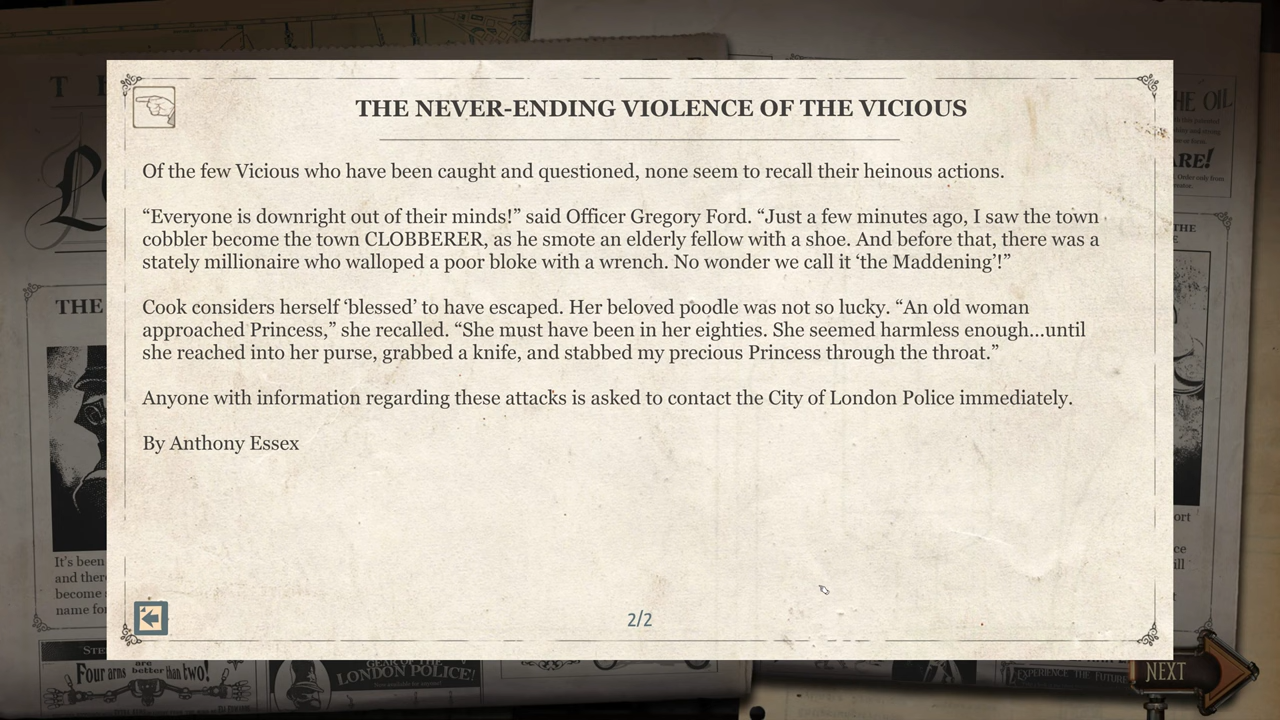 THE NEVER-ENDING VIOLENCE OF THE VICIOUS
Of the few Vicious who have been caught and questioned, none seem to recall their heinous actions.
“Everyone is downright out of their minds!” said Officer Gregory Ford. “Just a few minutes ago, I saw the town
cobbler become the town CLOBBERER, as he smote an elderly fellow with a shoe. And before that, there was a
stately millionaire who walloped a poor bloke with a wrench. No wonder we call it ‘the Maddening’!”
Cook considers herself ‘blessed’ to have escaped. Her beloved poodle was not so lucky. “An old woman
approached Princess,” she recalled. “She must have been in her eighties. She seemed harmless enough...until
she reached into her purse, grabbed a knife, and stabbed my precious Princess through the throat.”
Anyone with information regarding these attacks is asked to contact the City of London Police immediately.
By Anthony Essex
2/2
THE
It's been
and
become
name for
Four arms are better than two!
LONDON POLICE!
HE OIL
THE
EXPERIENCE THE
NEXT